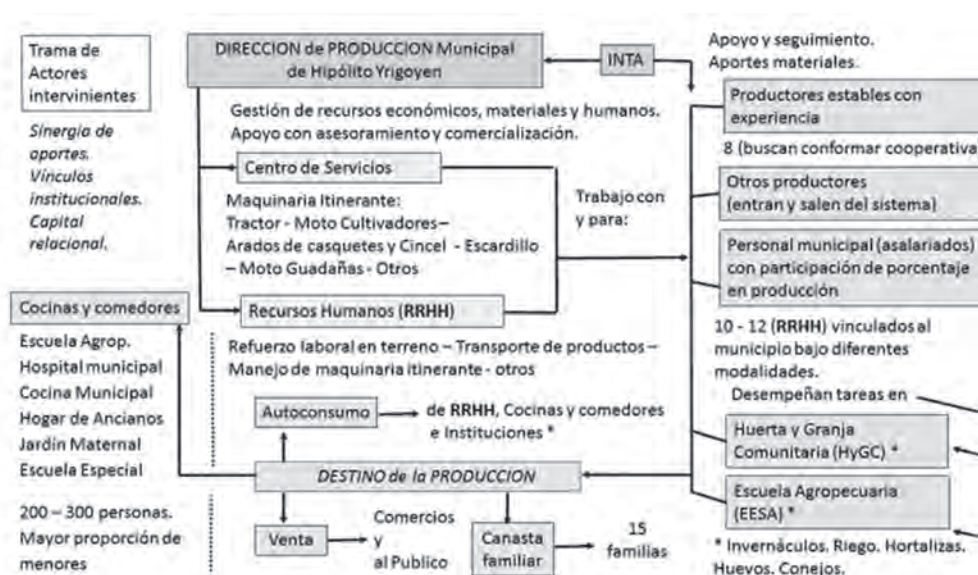 Trama de
Actores
intervinientes
Sinergia de
aportes.
Vínculos
institucionales.
Capital
relacional.
DIRECCION de PRODUCCION Municipal
de Hipólito Yrigoyen
INTA
Apoyo y seguimiento.
Aportes materiales.
Gestión de recursos económicos, materiales y humanos.
Apoyo con asesoramiento y comercialización.
Centro de Servicios
Maquinaria Itinerante:
Tractor - Moto Cultivadores –
Arados de casquetes y Cincel - Escardillo
– Moto Guadañas - Otros
Recursos Humanos (RRHH)
Refuerzo laboral en terreno – Transporte de productos –
Manejo de maquinaria itinerante - otros
Trabajo con
y para:
Productores estables con
experiencia
8 (buscan conformar cooperativa
Otros productores
(entran y salen del sistema)
Personal municipal (asalariados)
con participación de porcentaje
en producción
10 - 12 (RRHH) vinculados al
municipio bajo diferentes
modalidades.
Desempeñan tareas en
Huerta y Granja
Comunitaria (HyGC) *
Escuela Agropecuaria
(EESA) *
* Invernáculos. Riego. Hortalizas.
Huevos. Conejos.
Cocinas y comedores
Escuela Agrop.
Hospital municipal
Cocina Municipal
Hogar de Ancianos
Jardín Maternal
Escuela Especial
200 – 300 personas.
Mayor proporción de
menores
Autoconsumo
de RRHH, Cocinas y comedores
e Instituciones *
DESTINO de la PRODUCCION
Venta
Comercios
y
al Publico
Canasta
familiar
15
familias